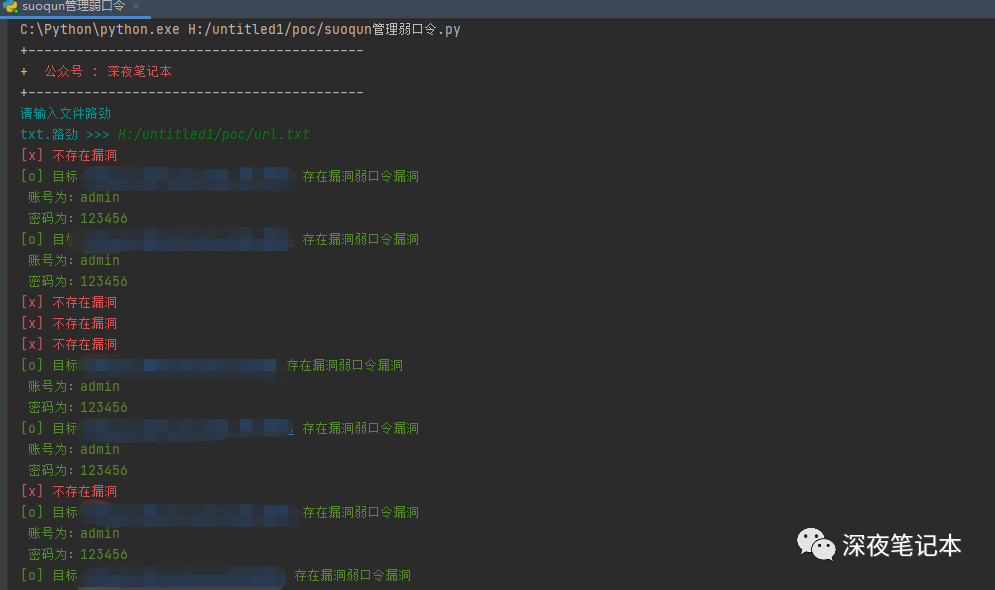 suoqun管理弱口令 ×
C:\Python\python.exe H:/untitled1/poc/suoqun管理弱口令.py
+------------------------------------------
+ 公众号 : 深夜笔记本
+------------------------------------------
请输入文件路劲
txt.路劲 >>> H:/untitled1/poc/url.txt
[x] 不存在漏洞
[o] 目标 存在漏洞弱口令漏洞
账号为: admin
密码为: 123456
[o] 目标 存在漏洞弱口令漏洞
账号为: admin
密码为: 123456
[x] 不存在漏洞
[x] 不存在漏洞
[x] 不存在漏洞
[o] 目标 存在漏洞弱口令漏洞
账号为: admin
密码为: 123456
[o] 目标 存在漏洞弱口令漏洞
账号为: admin
密码为: 123456
[x] 不存在漏洞
[o] 目标 存在漏洞弱口令漏洞
账号为: admin
密码为: 123456
[o] 目标 存在漏洞弱口令漏洞
深夜笔记本